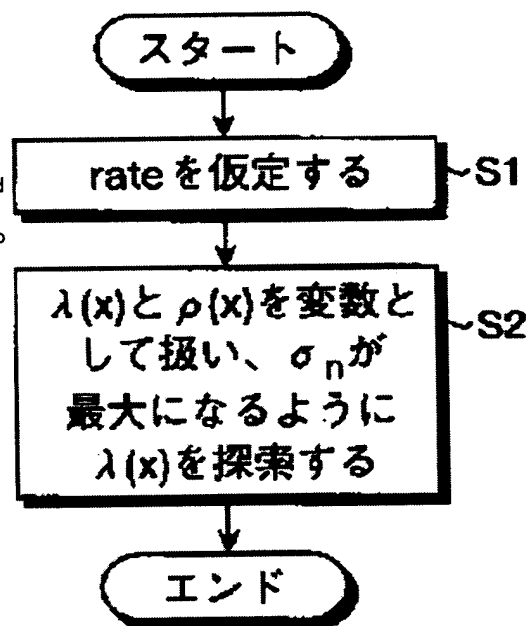 スタート
rateを仮定する
S1
λ(x)とρ(x)を変数と
して扱い、σnが
最大になるように
λ(x)を探索する
S2
エンド